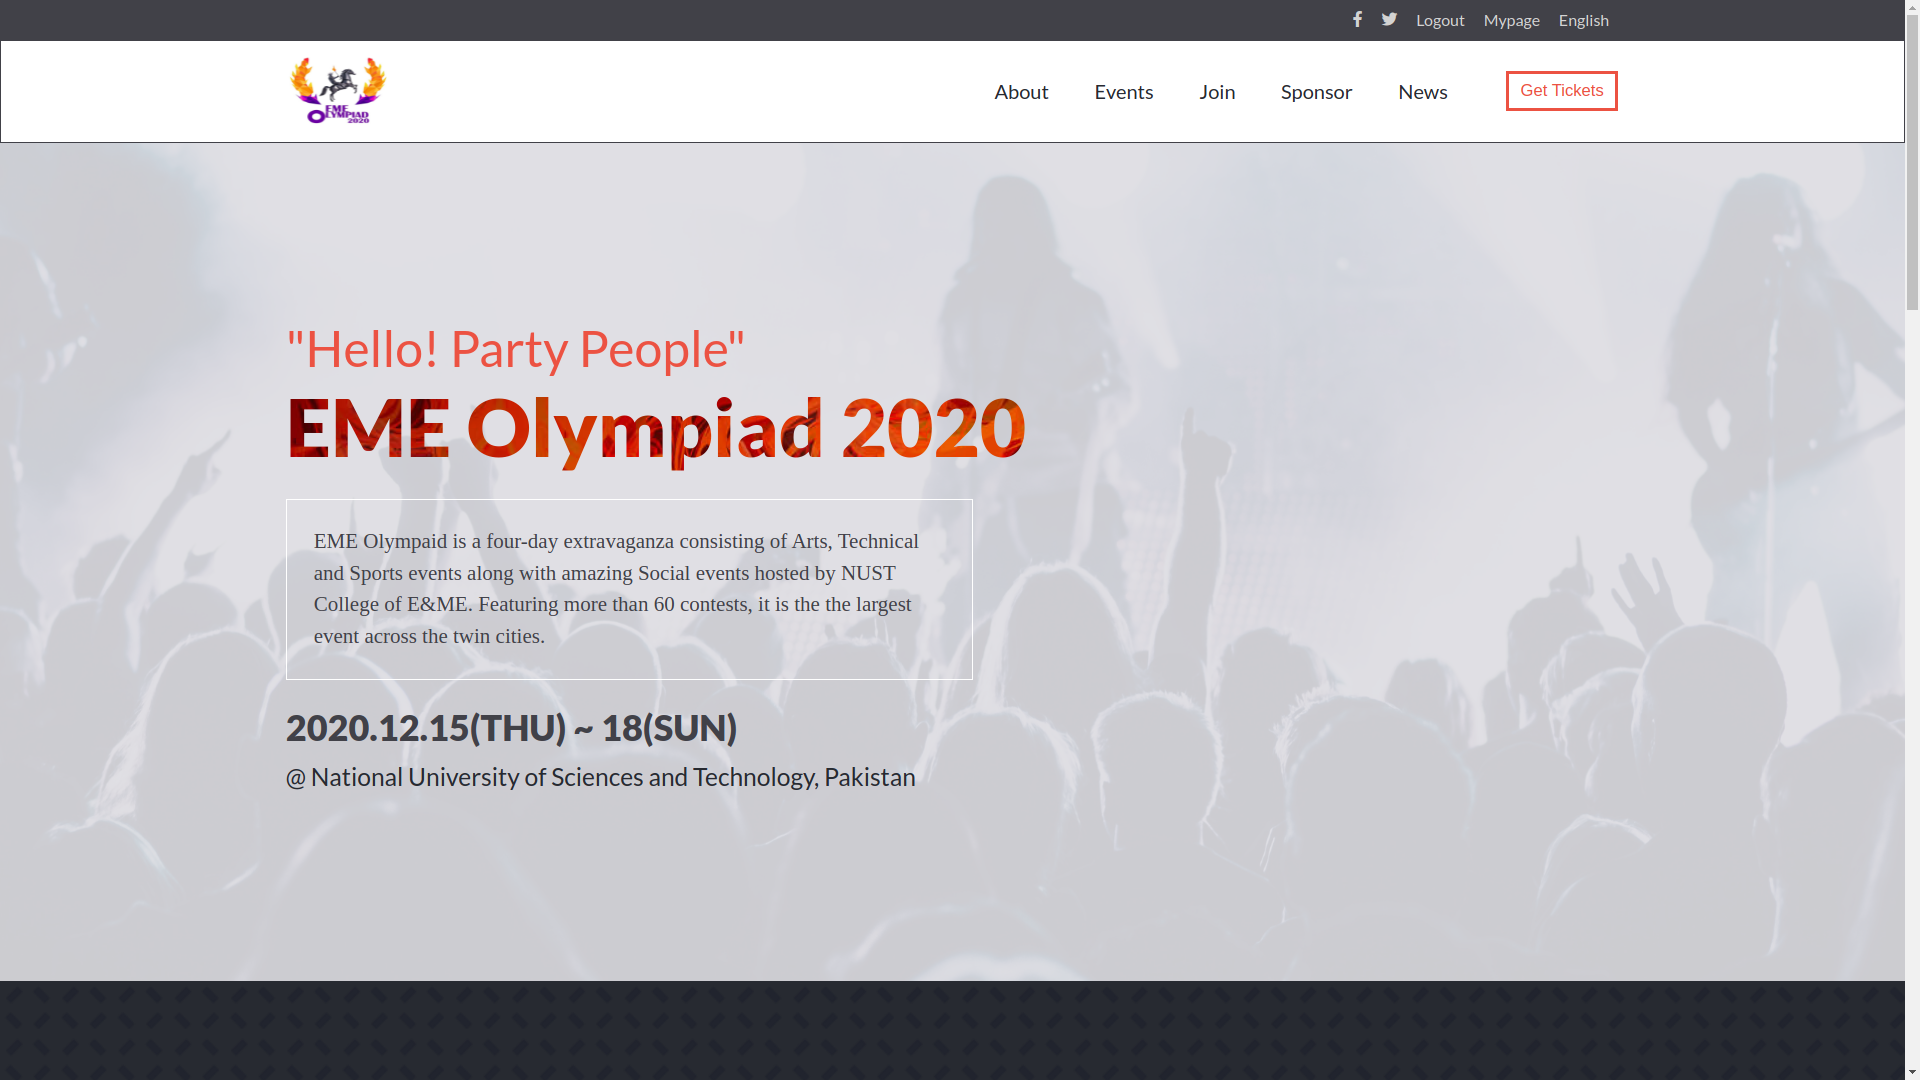 Logout Mypage English
EME
OLYMPIAD
2020
About Events Join Sponsor News Get Tickets
"Hello! Party People"
EME Olympiad 2020
EME Olympaid is a four-day extravaganza consisting of Arts, Technical
and Sports events along with amazing Social events hosted by NUST
College of E&ME. Featuring more than 60 contests, it is the the largest
event across the twin cities.
2020.12.15(THU) ~ 18(SUN)
@ National University of Sciences and Technology, Pakistan